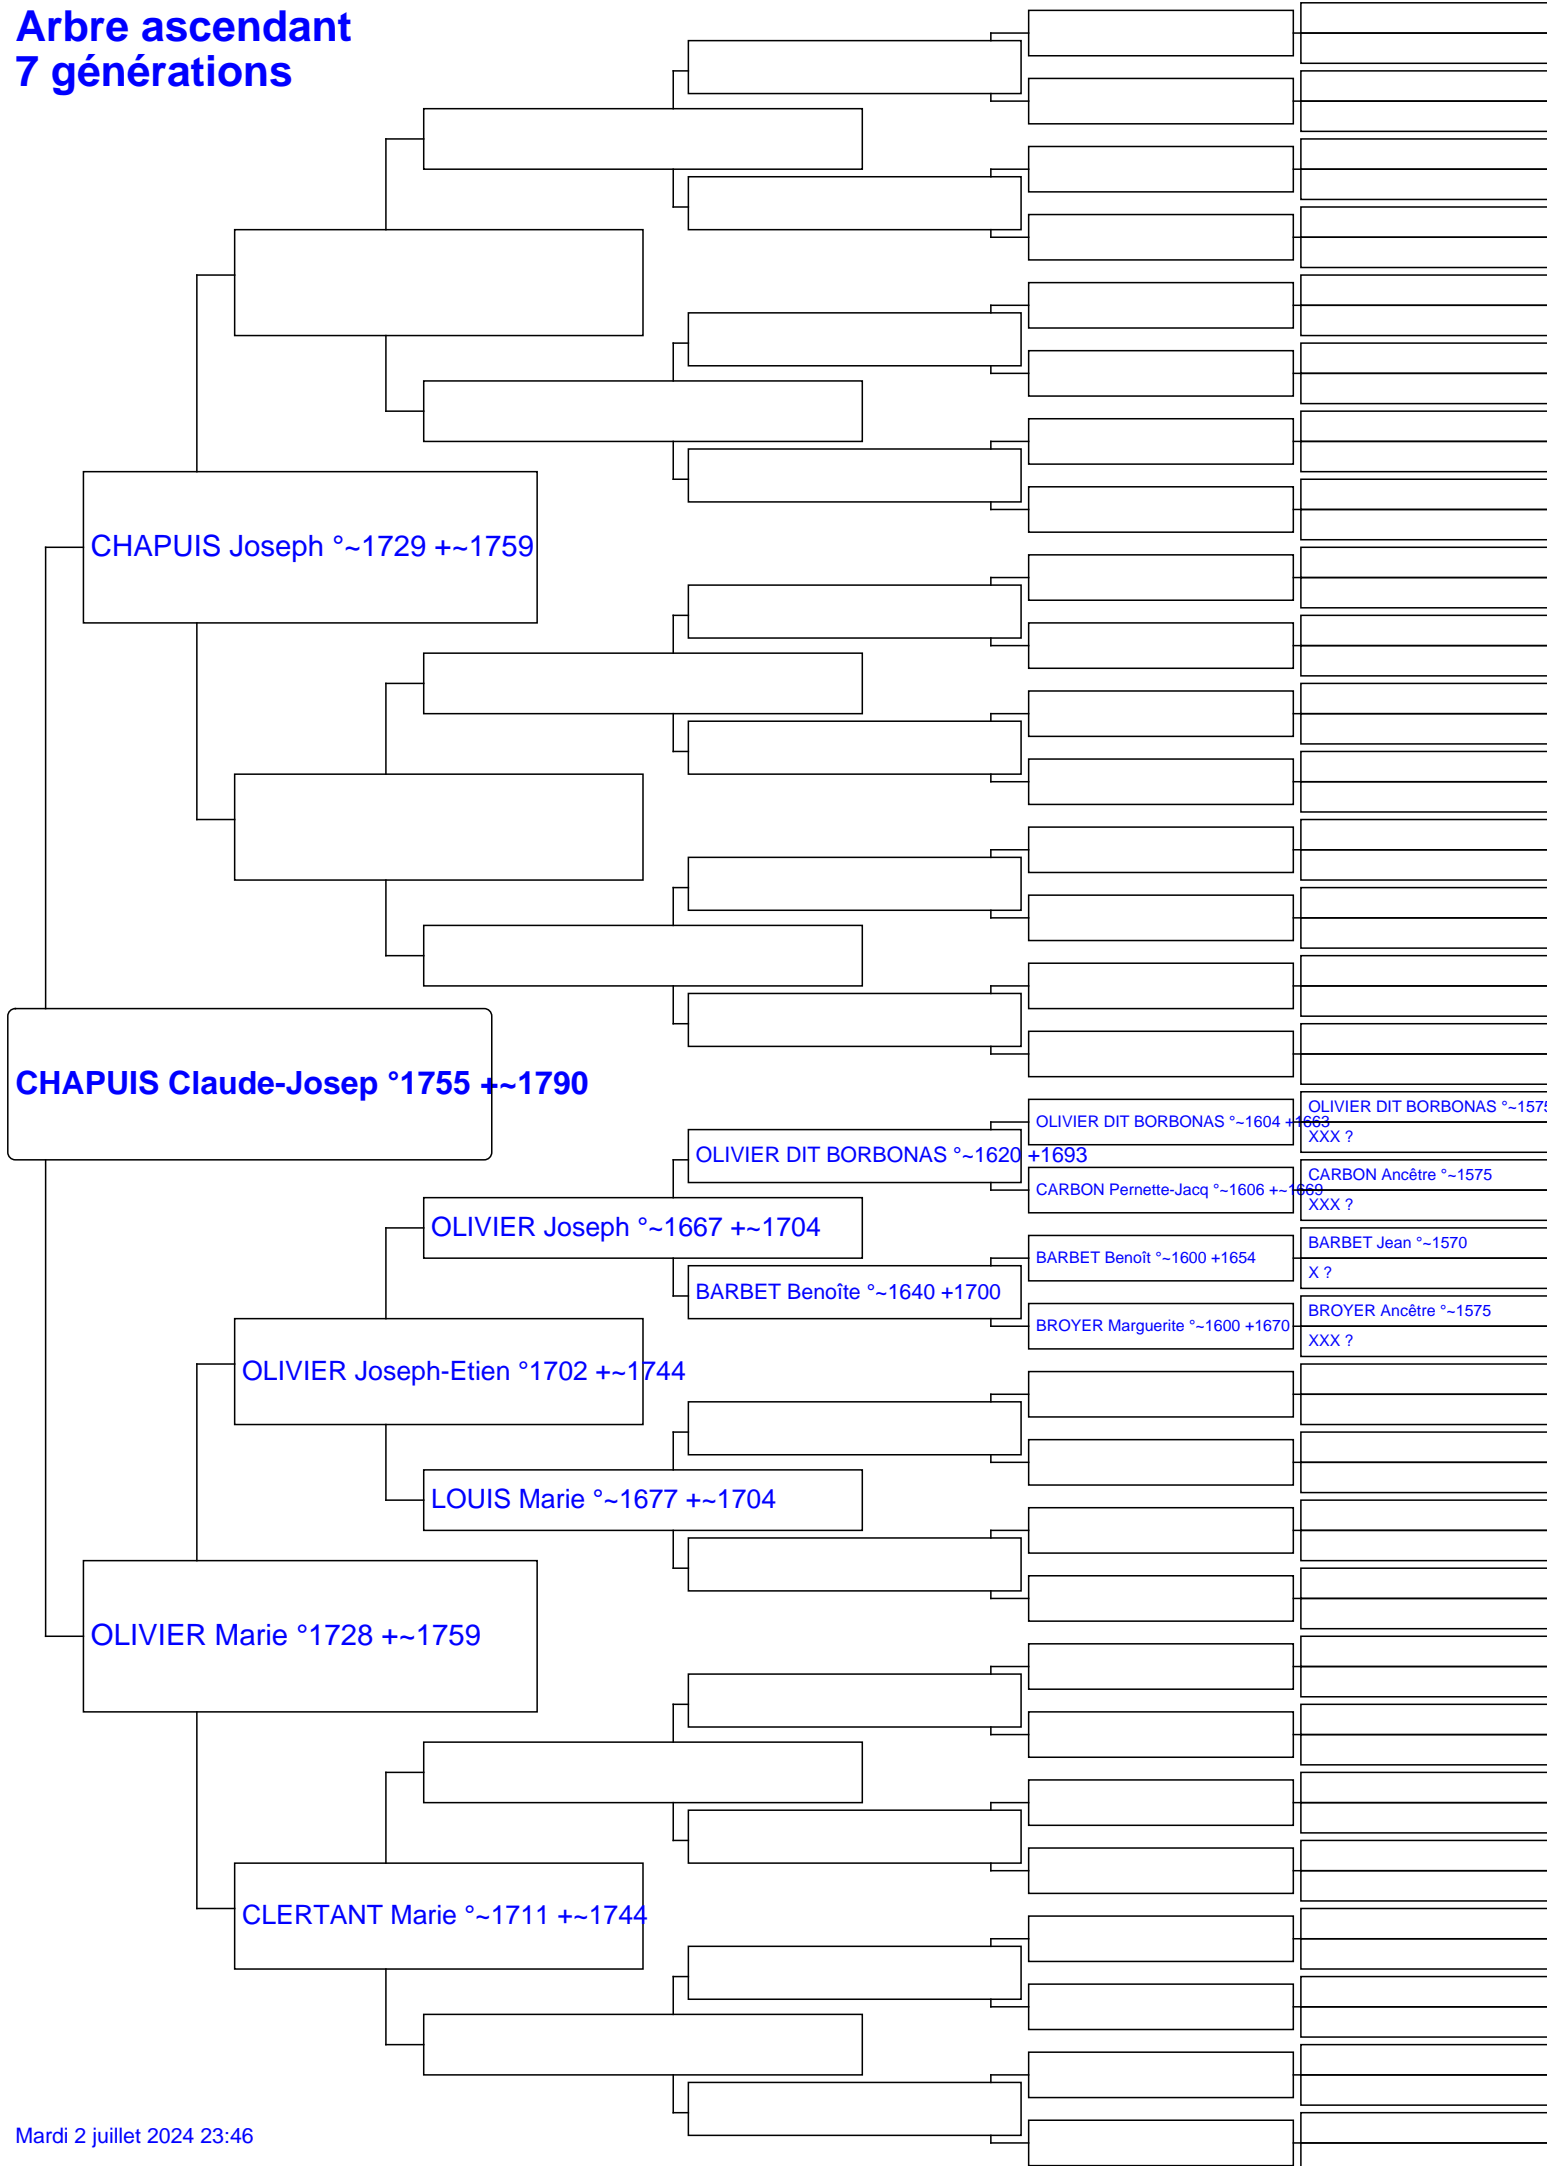 Arbre ascendant
7 générations
CHAPUIS Joseph °~1729 +~1759
CHAPUIS Claude-Josep °1755 +~1790
OLIVIER DIT BORBONAS °~1575
OLIVIER DIT BORBONAS °~1604 +1663
XXX ?
OLIVIER DIT BORBONAS °~1620 +1693
CARBON Ancêtre °~1575
CARBON Pernette-Jacq °~1606 +~1669
XXX ?
OLIVIER Joseph °~1667 +~1704
BARBET Jean °~1570
BARBET Benoît °~1600 +1654
X ?
BARBET Benoîte °~1640 +1700
BROYER Ancêtre °~1575
BROYER Marguerite °~1600 +1670
XXX ?
OLIVIER Joseph-Etien °1702 +~1744
LOUIS Marie °~1677 +~1704
OLIVIER Marie °1728 +~1759
CLERTANT Marie °~1711 +~1744
Mardi 2 juillet 2024 23:46